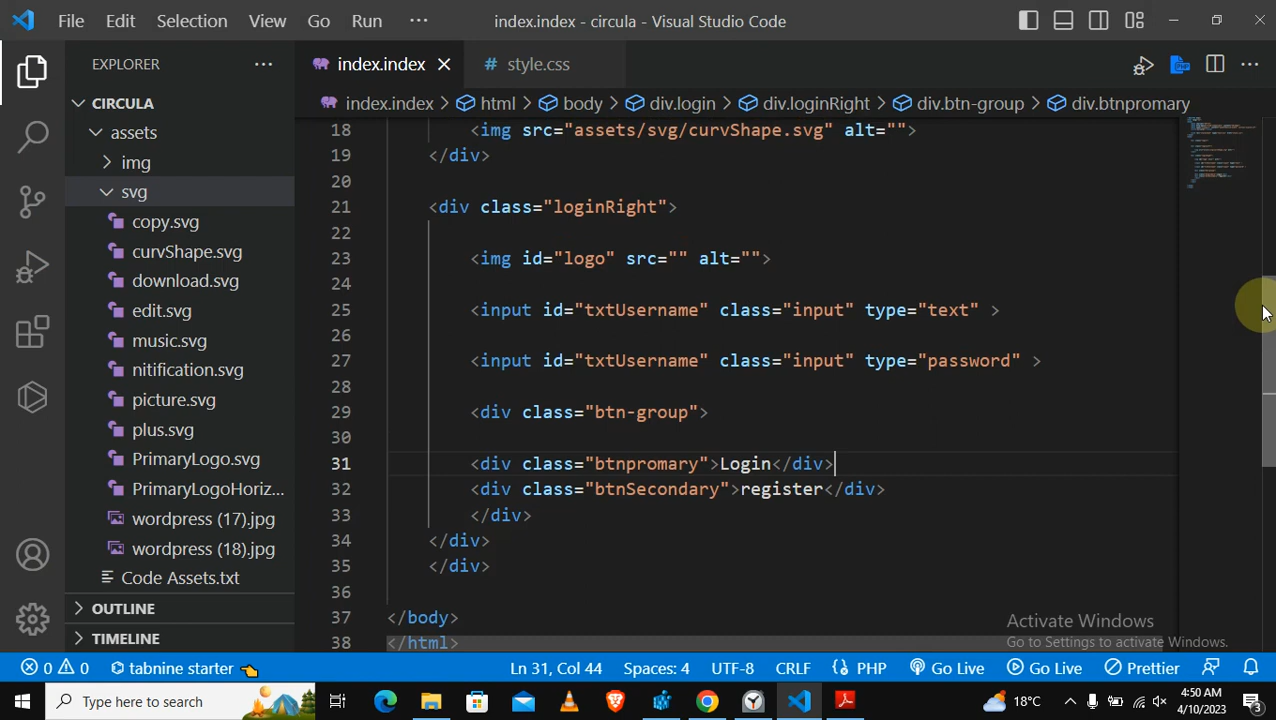 File Edit Selection View Go Run ··· index.index - circula - Visual Studio Code
EXPLORER ··· index.index # style.css ···
CIRCULA index.index > html > body > div.login > div.loginRight > div.btn-group > div.btnpromary
assets
img
svg
copy.svg
curvShape.svg
download.svg
edit.svg
music.svg
nitification.svg
picture.svg
plus.svg
PrimaryLogo.svg
PrimaryLogoHoriz...
wordpress (17).jpg
wordpress (18).jpg
Code Assets.txt
OUTLINE
TIMELINE
18 <img src="assets/svg/curvShape.svg" alt="">
19 </div>
20
21 <div class="loginRight">
22
23 <img id="logo" src="" alt="">
24
25 <input id="txtUsername" class="input" type="text" >
26
27 <input id="txtUsername" class="input" type="password" >
28
29 <div class="btn-group">
30
31 <div class="btnpromary">Login</div>
32 <div class="btnSecondary">register</div>
33 </div>
34 </div>
35 </div>
36
37 </body>
38 </html>
Activate Windows
Go to Settings to activate Windows.
0 0 tabnine starter Ln 31, Col 44 Spaces: 4 UTF-8 CRLF PHP Go Live Go Live Prettier
Type here to search 18°C 4:50 AM
4/10/2023 3